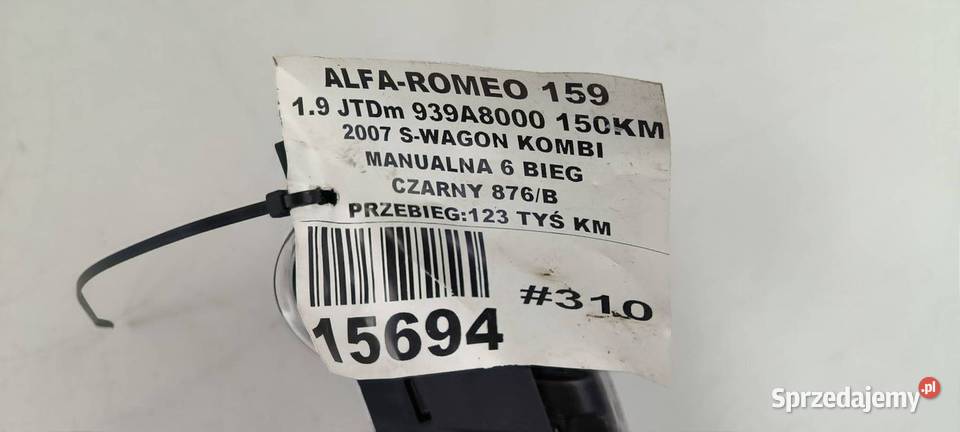 ALFA-ROMEO 159
1.9 JTDm 939A8000 150KM
2007 S-WAGON KOMBI
MANUALNA 6 BIEG
CZARNY 876/B
PRZEBIEG:123 TYŚ KM
#310
15694
Sprzedajemy.pl